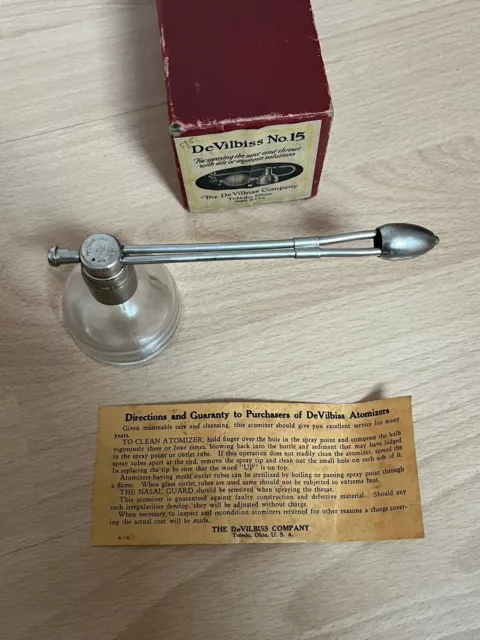 DeVilbiss No.15
For spraying the nose and throat
with oils or aqueous solutions
The DeVilbiss Company
Toledo, Ohio
MADE IN U.S.A.
Directions and Guaranty to Purchasers of DeVilbiss Atomizers
Given reasonable care and cleansing, this atomizer should give you excellent service for many
years.
TO CLEAN ATOMIZER, hold finger over the hole in the spray point and compress the bulb
vigorously three or four times, blowing back into the bottle any sediment that may have lodged
in the spray point or outlet tube. If this operation does not readily clean the atomizer, spread the
spray tubes apart at the end, remove the spray tip and clean out the small hole on each side of it.
In replacing the tip be sure that the word "UP" is on top.
Atomizers having metal outlet tubes can be sterilized by boiling or passing spray point through
a flame. When glass outlet tubes are used same should not be subjected to extreme heat.
THE NASAL GUARD should be removed when spraying the throat.
This atomizer is guaranteed against faulty construction and defective material. Should any
such irregularities develop, they will be adjusted without charge.
When necessary to inspect and recondition atomizers returned for other reasons a charge cover-
ing the actual cost will be made.
THE DeVILBISS COMPANY
Toledo, Ohio, U. S. A.